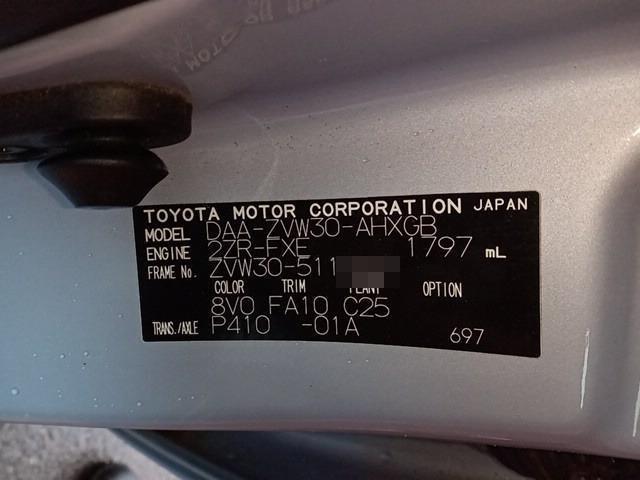 TOYOTA MOTOR CORPORATION JAPAN
MODEL DAA-ZVW30-AHXGB
ENGINE 2ZR-FXE 1797 mL
FRAME No. ZVW30-511
COLOR TRIM PLANT OPTION
8V0 FA10 C25
TRANS./AXLE P410 -01A 697